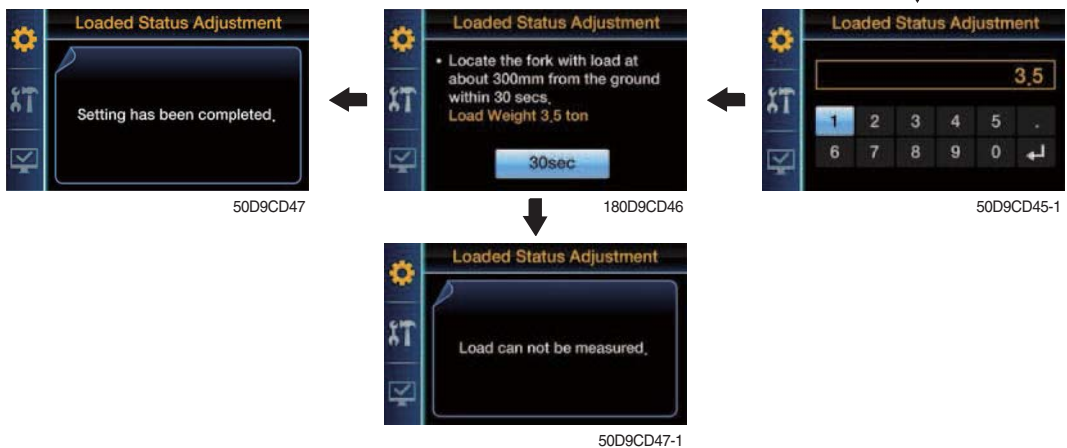 Loaded Status Adjustment
Setting has been completed.
50D9CD47
Loaded Status Adjustment
• Locate the fork with load at
about 300mm from the ground
within 30 secs.
Load Weight 3.5 ton
30sec
180D9CD46
Loaded Status Adjustment
3.5
1 2 3 4 5 .
6 7 8 9 0 ↵
50D9CD45-1
Loaded Status Adjustment
Load can not be measured.
50D9CD47-1